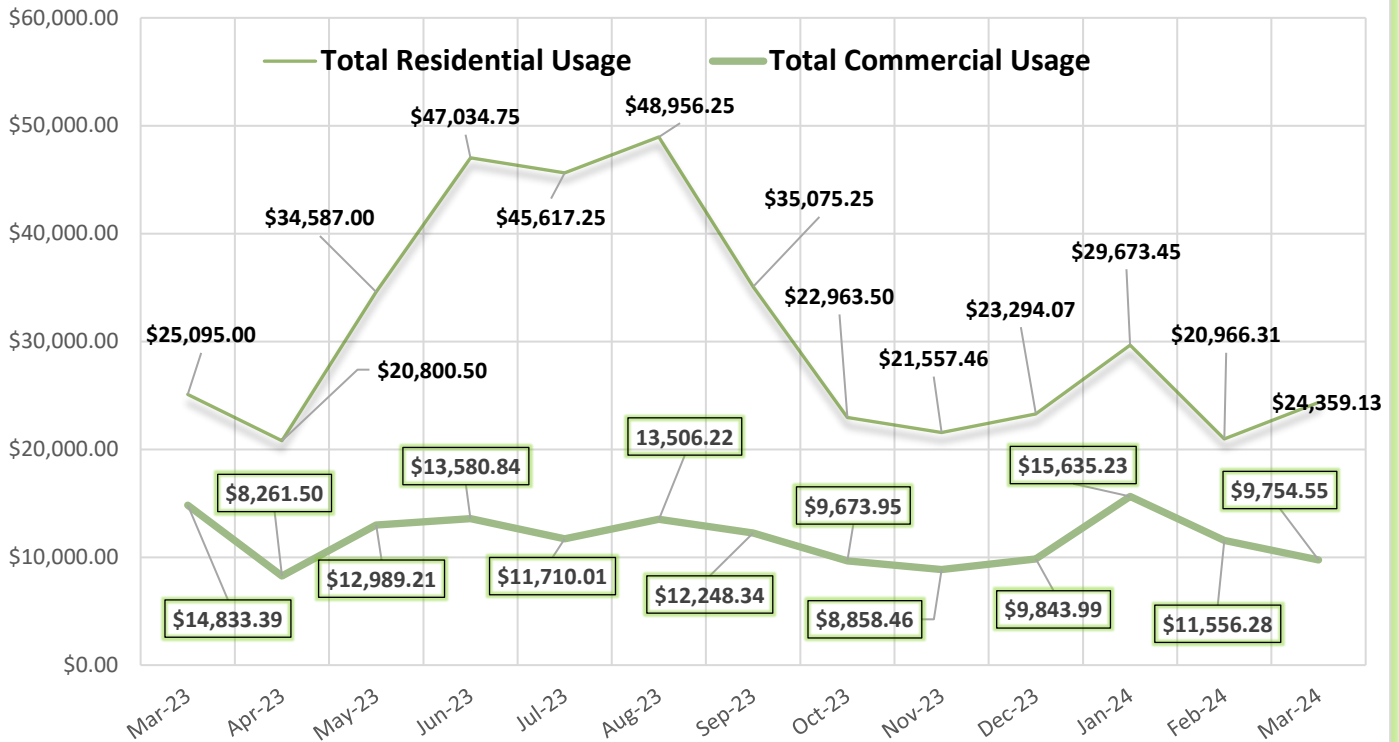 $60,000.00
$50,000.00
$40,000.00
$30,000.00
$20,000.00
$10,000.00
$0.00
Total Residential Usage
Total Commercial Usage
$25,095.00
$20,800.50
$34,587.00
$47,034.75
$45,617.25
$48,956.25
$35,075.25
$22,963.50
$21,557.46
$23,294.07
$29,673.45
$20,966.31
$24,359.13
$14,833.39
$8,261.50
$12,989.21
$13,580.84
$11,710.01
13,506.22
$12,248.34
$9,673.95
$8,858.46
$9,843.99
$15,635.23
$11,556.28
$9,754.55
Mar-23
Apr-23
May-23
Jun-23
Jul-23
Aug-23
Sep-23
Oct-23
Nov-23
Dec-23
Jan-24
Feb-24
Mar-24